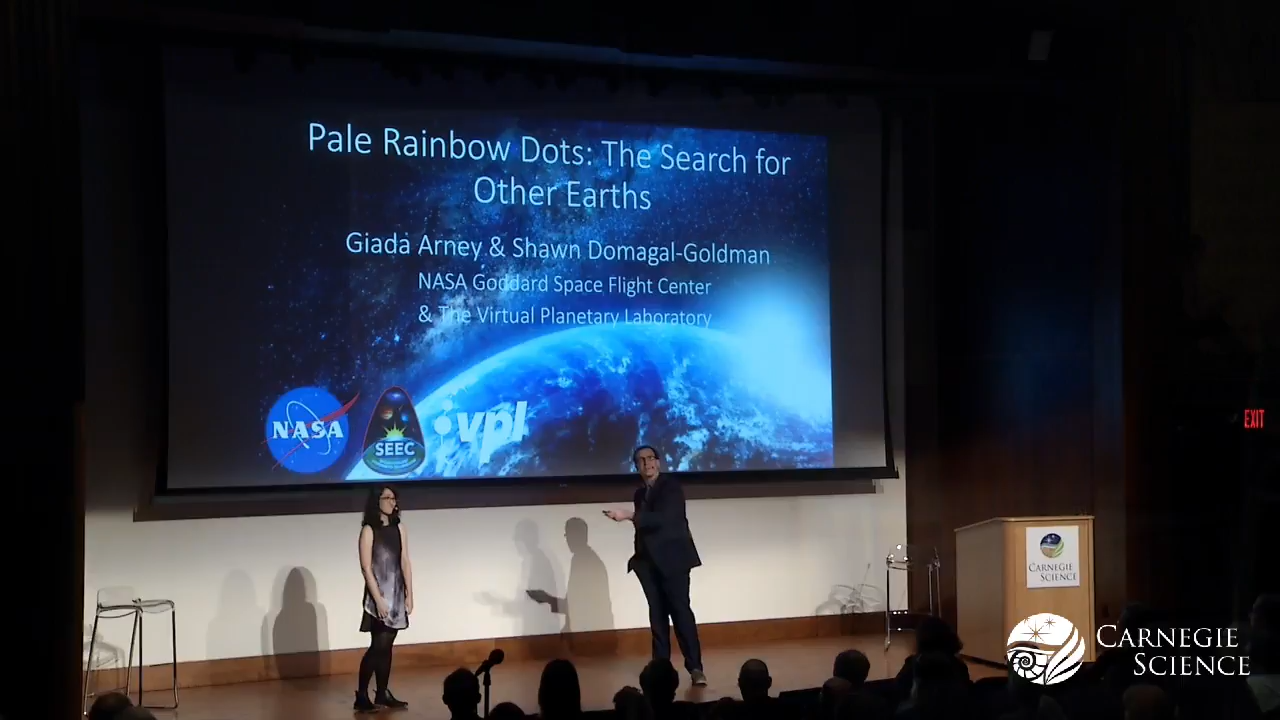 Pale Rainbow Dots: The Search for
Other Earths
Giada Arney & Shawn Domagal-Goldman
NASA Goddard Space Flight Center
& The Virtual Planetary Laboratory
NASA
SEEC
vpl
EXIT
CARNEGIE
SCIENCE
CARNEGIE
SCIENCE